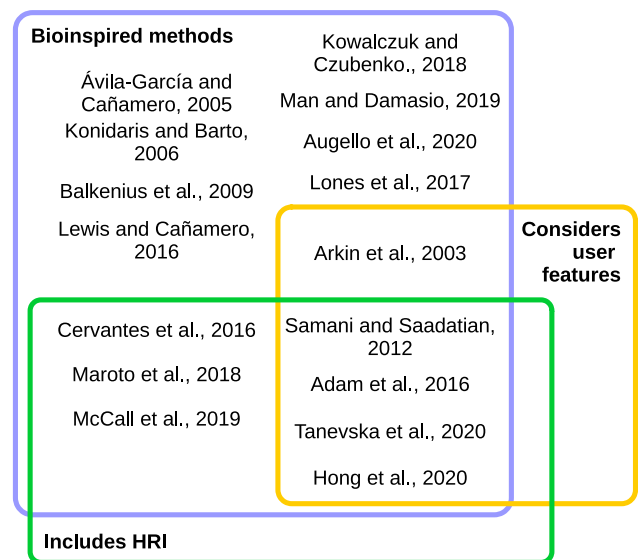 Bioinspired methods
Ávila-García and
Cañamero, 2005
Konidaris and Barto,
2006
Balkenius et al., 2009
Lewis and Cañamero,
2016
Kowalczuk and
Czubenko., 2018
Man and Damasio, 2019
Augello et al., 2020
Lones et al., 2017
Considers
user
features
Arkin et al., 2003
Cervantes et al., 2016
Maroto et al., 2018
McCall et al., 2019
Samani and Saadatian,
2012
Adam et al., 2016
Tanevska et al., 2020
Hong et al., 2020
Includes HRI